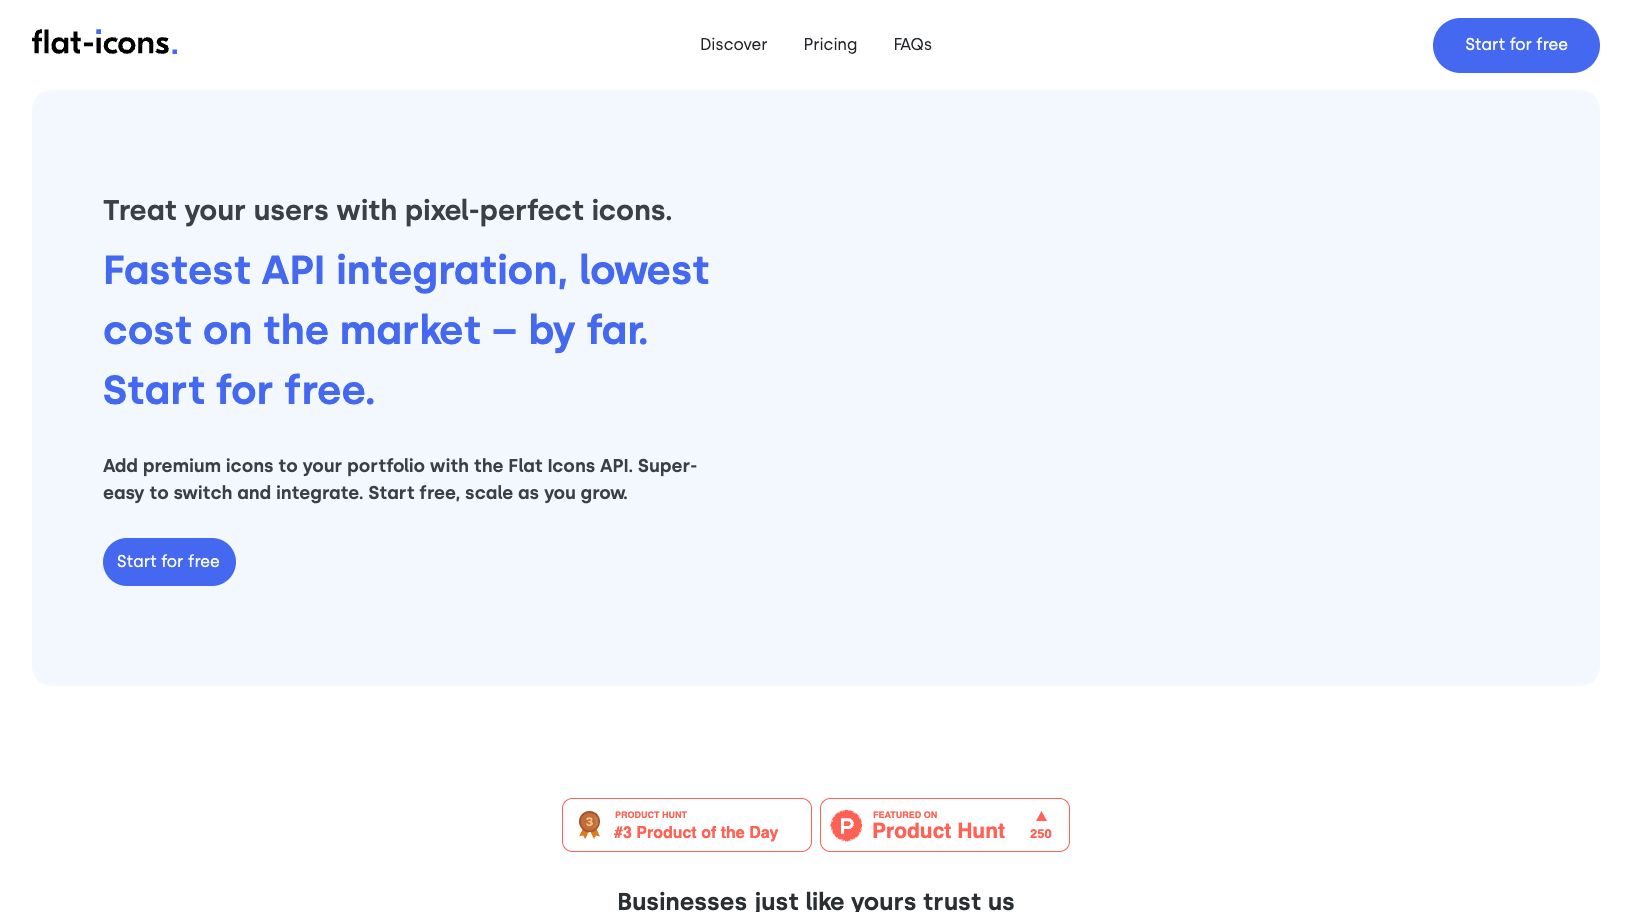 flat-icons.
Discover
Pricing
FAQs
Start for free
Treat your users with pixel-perfect icons.
Fastest API integration, lowest
cost on the market – by far.
Start for free.
Add premium icons to your portfolio with the Flat Icons API. Super-
easy to switch and integrate. Start free, scale as you grow.
Start for free
3
PRODUCT HUNT
#3 Product of the Day
P
FEATURED ON
Product Hunt
250
Businesses just like yours trust us